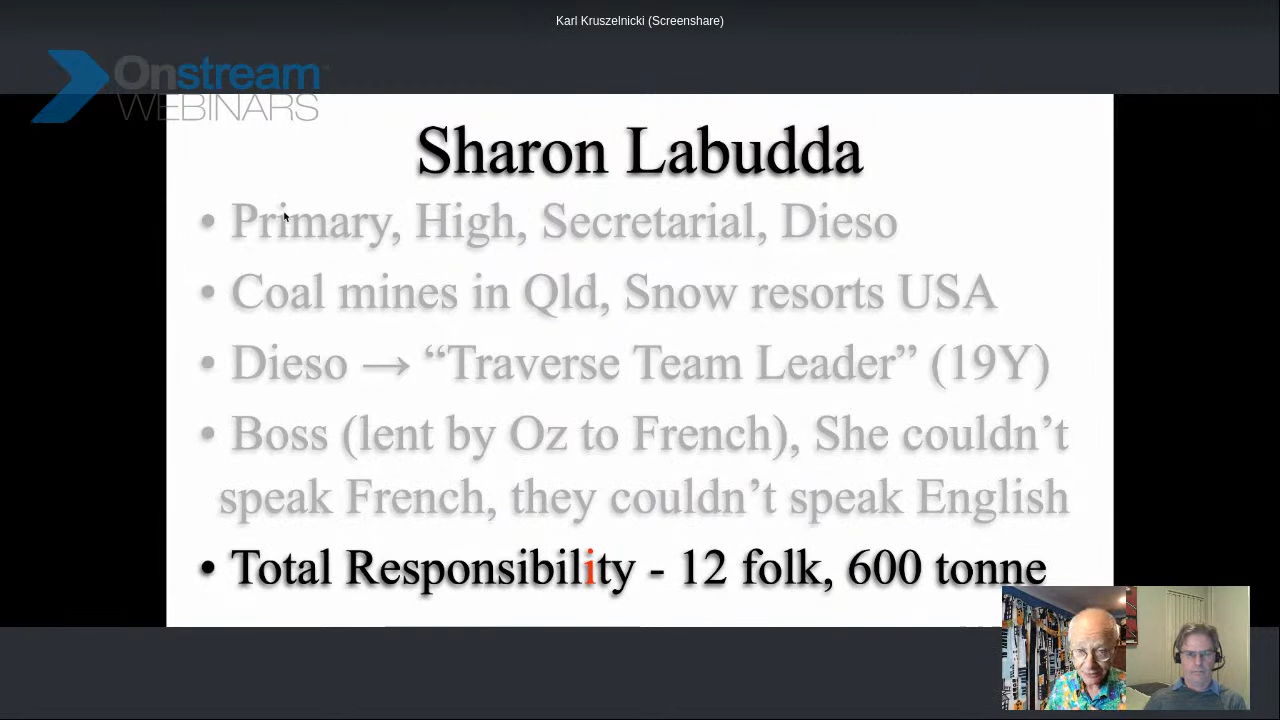 Karl Kruszelnicki (Screenshare)
Onstream
WEBINARS
Sharon Labudda
• Primary, High, Secretarial, Dieso
• Coal mines in Qld, Snow resorts USA
• Dieso → “Traverse Team Leader” (19Y)
• Boss (lent by Oz to French), She couldn’t
speak French, they couldn’t speak English
• Total Responsibility - 12 folk, 600 tonne